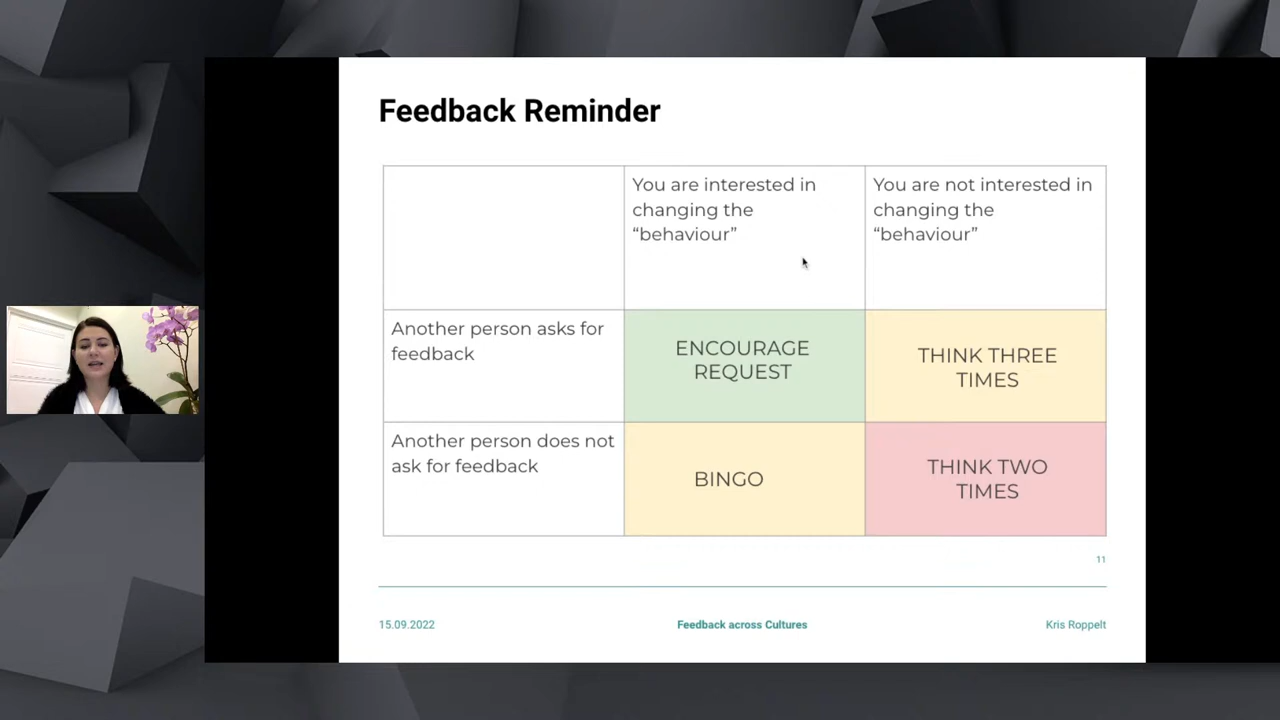 Feedback Reminder
You are interested in
changing the
“behaviour”
You are not interested in
changing the
“behaviour”
Another person asks for
feedback
ENCOURAGE
REQUEST
THINK THREE
TIMES
Another person does not
ask for feedback
BINGO
THINK TWO
TIMES
11
15.09.2022
Feedback across Cultures
Kris Roppelt